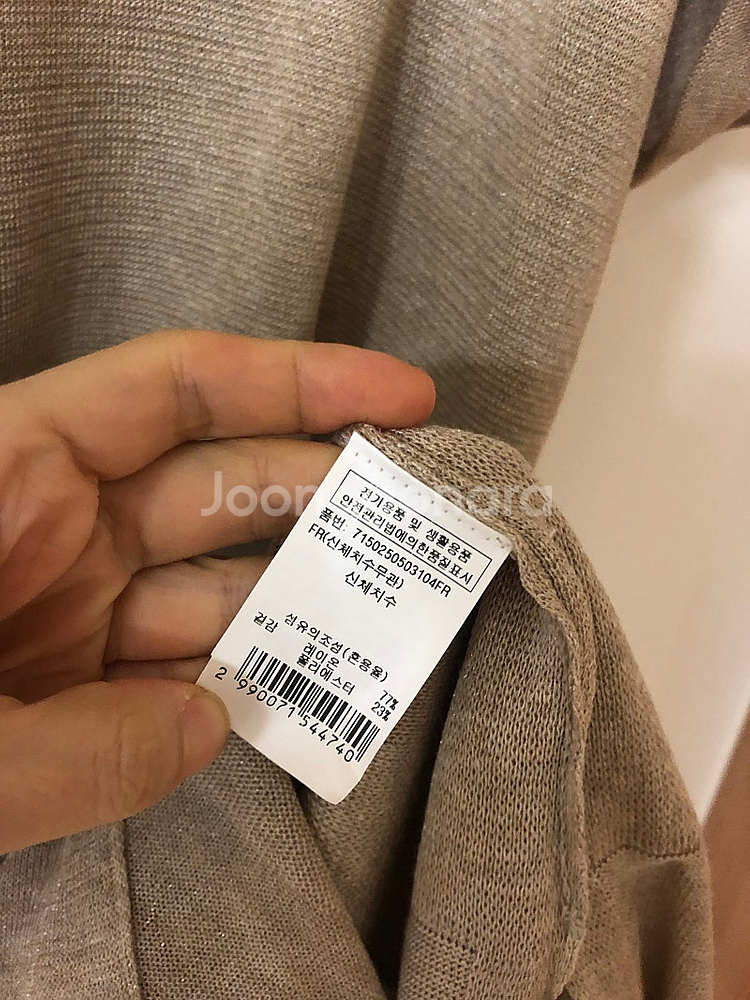 전기용품 및 생활용품
안전관리법에의한품질표시
품번: 7150250503104FR
FR(신체치수무관)
신체치수
섬유의조성(혼용율)
겉감 레이온 77%
폴리에스터 23%
2 990071 544740